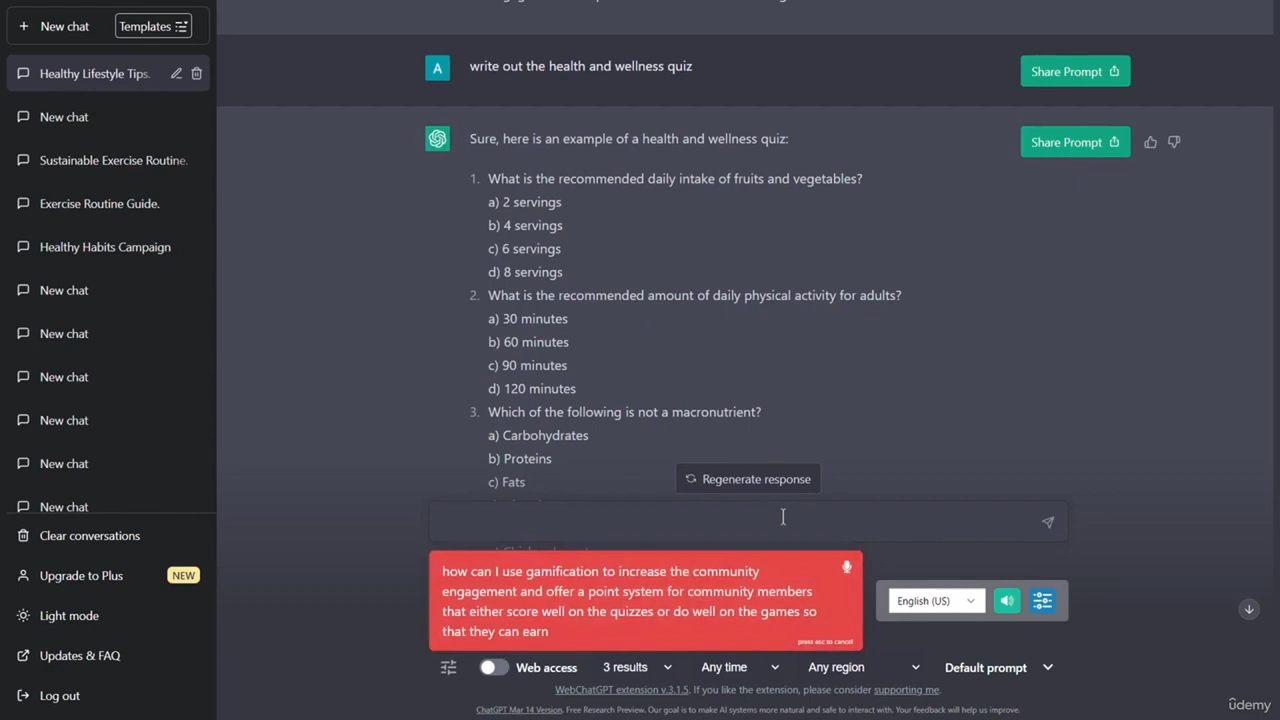 New chat
Templates
Healthy Lifestyle Tips.
New chat
Sustainable Exercise Routine.
Exercise Routine Guide.
Healthy Habits Campaign
New chat
New chat
New chat
New chat
New chat
New chat
Clear conversations
Upgrade to Plus
NEW
Light mode
Updates & FAQ
Log out
A
write out the health and wellness quiz
Share Prompt
Sure, here is an example of a health and wellness quiz:
Share Prompt
1. What is the recommended daily intake of fruits and vegetables?
a) 2 servings
b) 4 servings
c) 6 servings
d) 8 servings
2. What is the recommended amount of daily physical activity for adults?
a) 30 minutes
b) 60 minutes
c) 90 minutes
d) 120 minutes
3. Which of the following is not a macronutrient?
a) Carbohydrates
b) Proteins
c) Fats
Regenerate response
how can I use gamification to increase the community
engagement and offer a point system for community members
that either score well on the quizzes or do well on the games so
that they can earn
press esc to cancel
English (US)
Web access
3 results
Any time
Any region
Default prompt
WebChatGPT extension v.3.1.5. If you like the extension, please consider supporting me.
ChatGPT Mar 14 Version. Free Research Preview. Our goal is to make AI systems more natural and safe to interact with. Your feedback will help us improve.
ûdemy